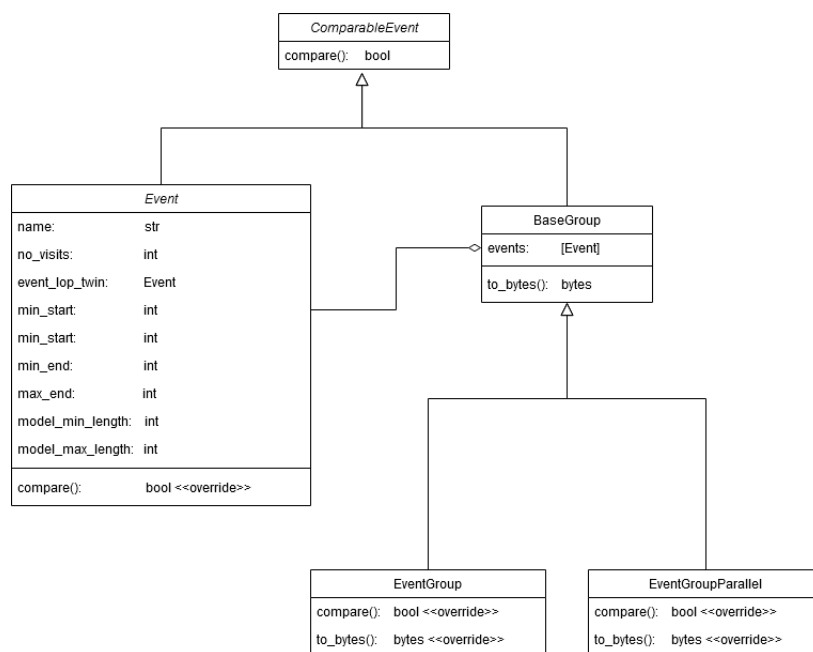 ComparableEvent
compare(): bool
Event
name: str
no_visits: int
event_lop_twin: Event
min_start: int
min_start: int
min_end: int
max_end: int
model_min_length: int
model_max_length: int
compare(): bool <<override>>
BaseGroup
events: [Event]
to_bytes(): bytes
EventGroup
compare(): bool <<override>>
to_bytes(): bytes <<override>>
EventGroupParallel
compare(): bool <<override>>
to_bytes(): bytes <<override>>